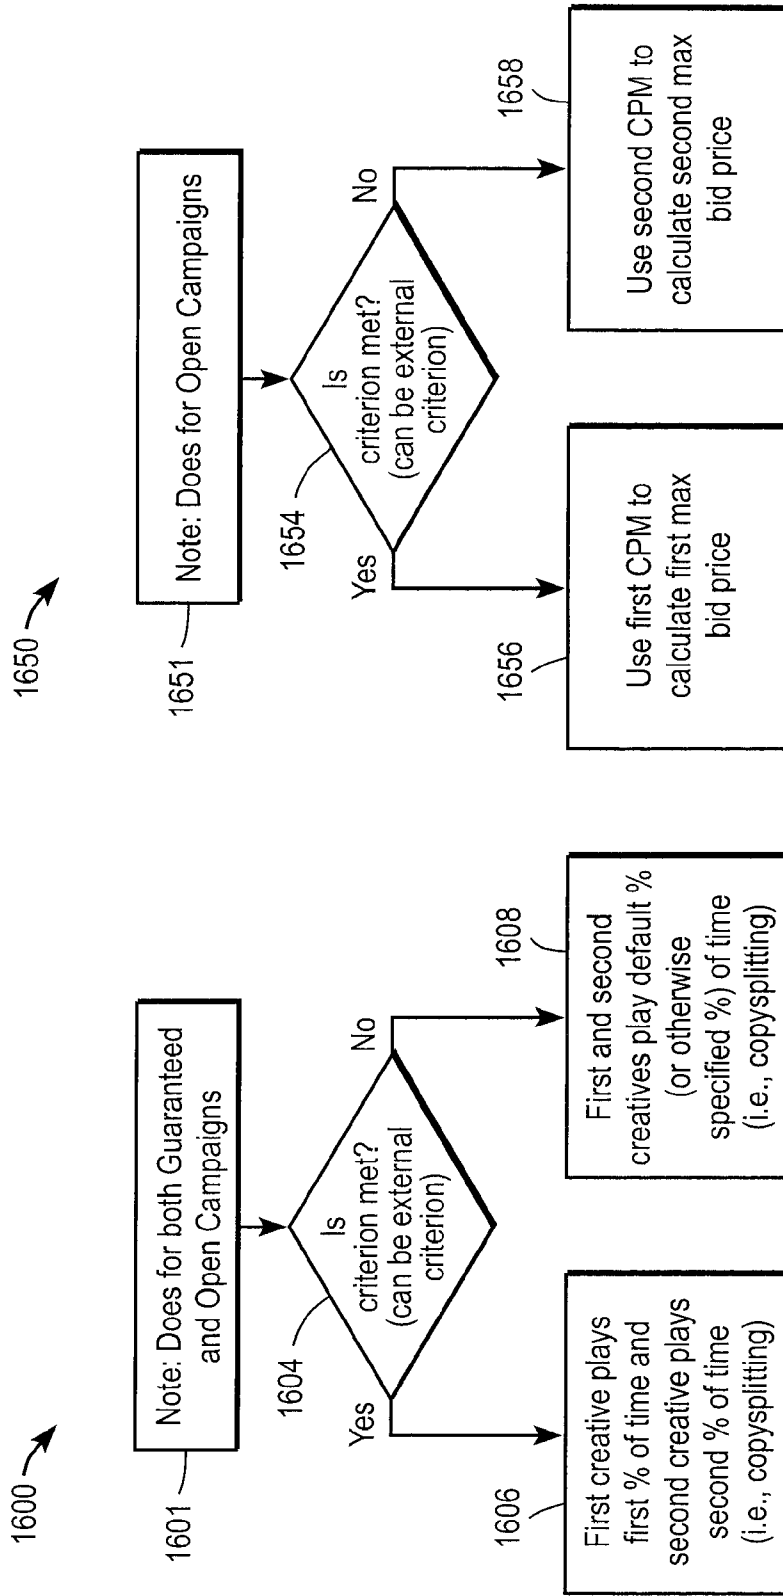 1600
Note: Does for both Guaranteed
and Open Campaigns
1601
Is
criterion met?
(can be external
criterion)
1604
Yes
No
First creative plays
first % of time and
second creative plays
second % of time
(i.e., copysplitting)
1606
First and second
creatives play default %
(or otherwise
specified %) of time
(i.e., copysplitting)
1608
1650
Note: Does for Open Campaigns
1651
Is
criterion met?
(can be external
criterion)
1654
Yes
No
Use first CPM to
calculate first max
bid price
1656
Use second CPM to
calculate second max
bid price
1658